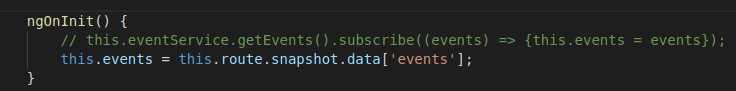 ngOnInit() {
// this.eventService.getEvents().subscribe((events) => {this.events = events});
this.events = this.route.snapshot.data['events'];
}